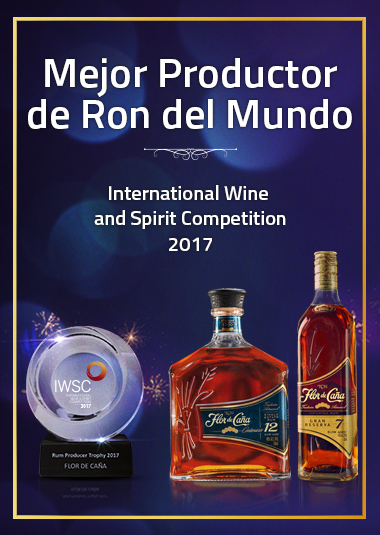 Mejor Productor
de Ron del Mundo
International Wine
and Spirit Competition
2017
IWSC
2017
Rum Producer Trophy 2017
FLOR DE CAÑA
Flor de Caña
12
Flor de Caña
GRAN
RESERVA
7